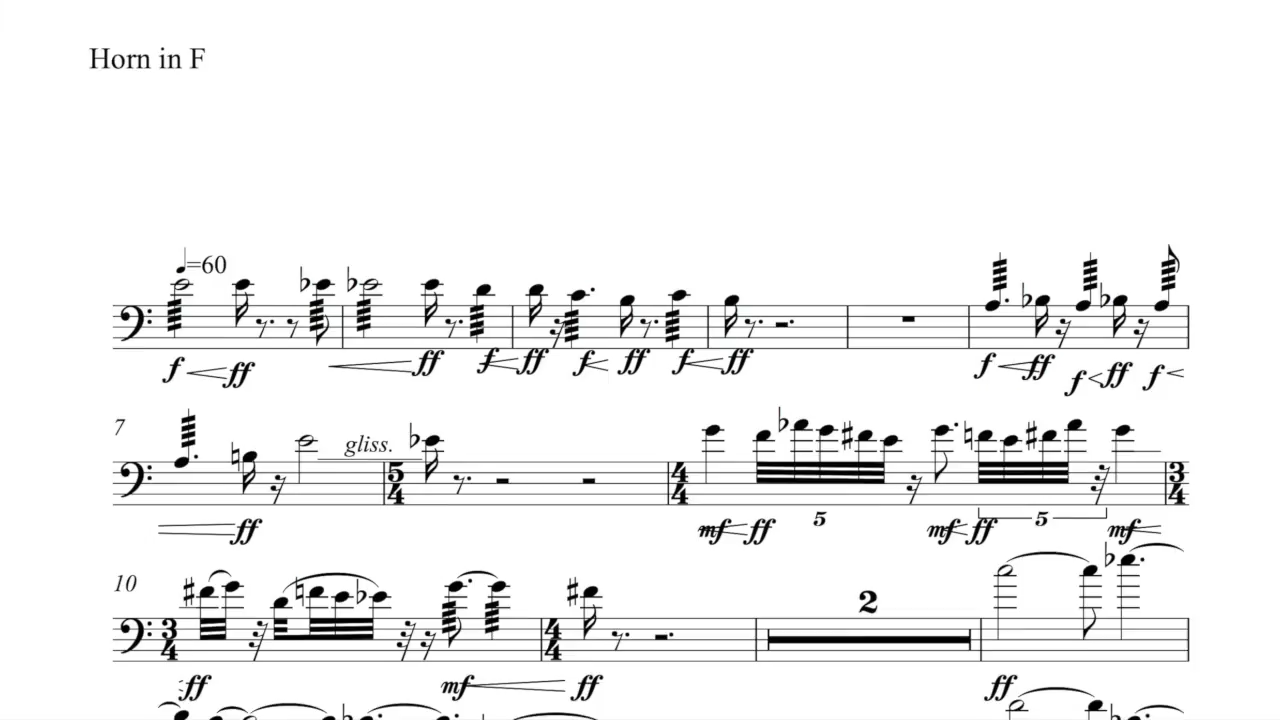 Horn in F
=60
f ff ff f ff f ff f ff f ff f ff f
7
gliss.
5 4 4 4 3 4
ff mf ff 5 mf ff 5 mf
10
3 4 4 4 2
ff mf ff ff